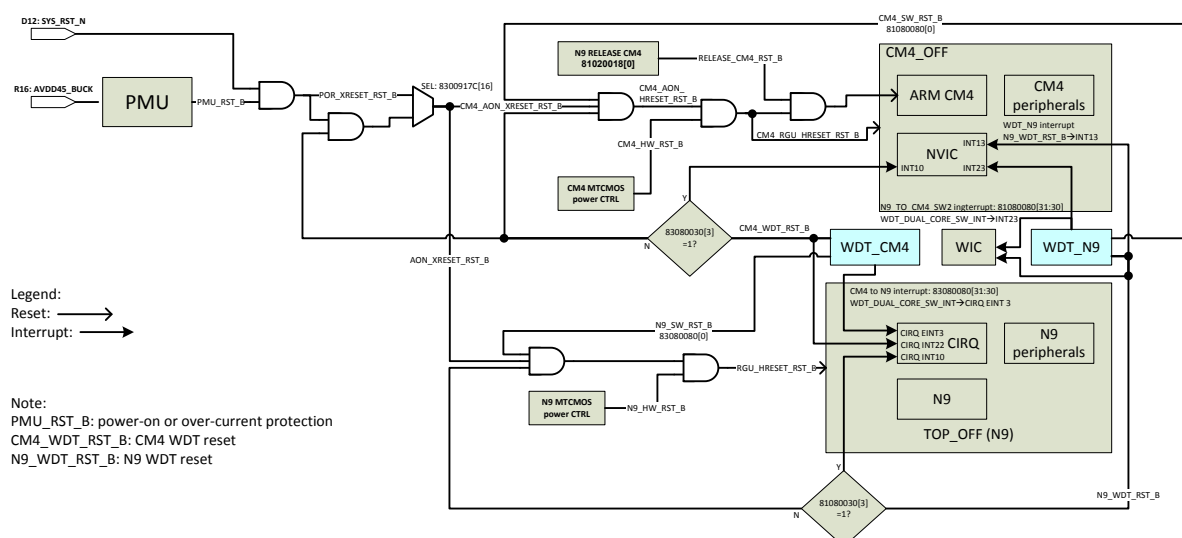 CM4_SW_RST_B
81080080[0]
D12: SYS_RST_N
R16: AVDD45_BUCK
PMU
PMU_RST_B
POR_XRESET_RST_B
SEL: 8300917C[16]
CM4_AON_XRESET_RST_B
N9 RELEASE CM4
81020018[0]
RELEASE_CM4_RST_B
CM4_AON_
HRESET_RST_B
CM4_HW_RST_B
CM4_RGU_HRESET_RST_B
CM4 MTCMOS
power CTRL
CM4_OFF
ARM CM4
CM4
peripherals
WDT_N9 interrupt
N9_WDT_RST_B→INT13
INT13
NVIC
INT10
INT23
N9_TO_CM4_SW2 ingterrupt: 81080080[31:30]
WDT_DUAL_CORE_SW_INT→INT23
Y
83080030[3]
=1?
N
CM4_WDT_RST_B
WDT_CM4
WIC
WDT_N9
AON_XRESET_RST_B
Legend:
Reset:
Interrupt:
CM4 to N9 interrupt: 83080080[31:30]
WDT_DUAL_CORE_SW_INT→CIRQ EINT 3
N9_SW_RST_B
83080080[0]
CIRQ EINT3
CIRQ INT22
CIRQ
CIRQ INT10
N9
peripherals
RGU_HRESET_RST_B
N9 MTCMOS
power CTRL
N9_HW_RST_B
N9
TOP_OFF (N9)
Note:
PMU_RST_B: power-on or over-current protection
CM4_WDT_RST_B: CM4 WDT reset
N9_WDT_RST_B: N9 WDT reset
Y
81080030[3]
=1?
N
N9_WDT_RST_B